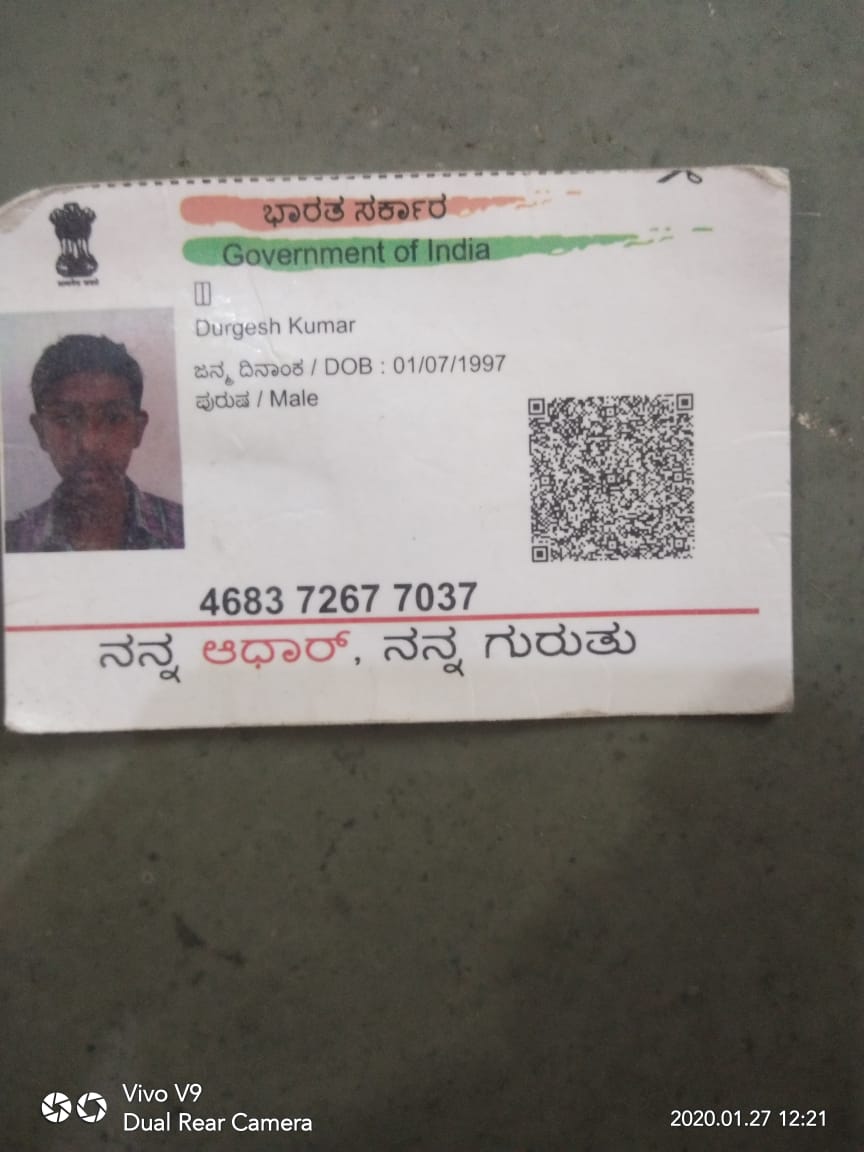 ಭಾರತ ಸರ್ಕಾರ
Government of India
Durgesh Kumar
ಜನ್ಮ ದಿನಾಂಕ / DOB : 01/07/1997
ಪುರುಷ / Male
4683 7267 7037
ನನ್ನ ಆಧಾರ್, ನನ್ನ ಗುರುತು
Vivo V9
Dual Rear Camera
2020.01.27 12:21